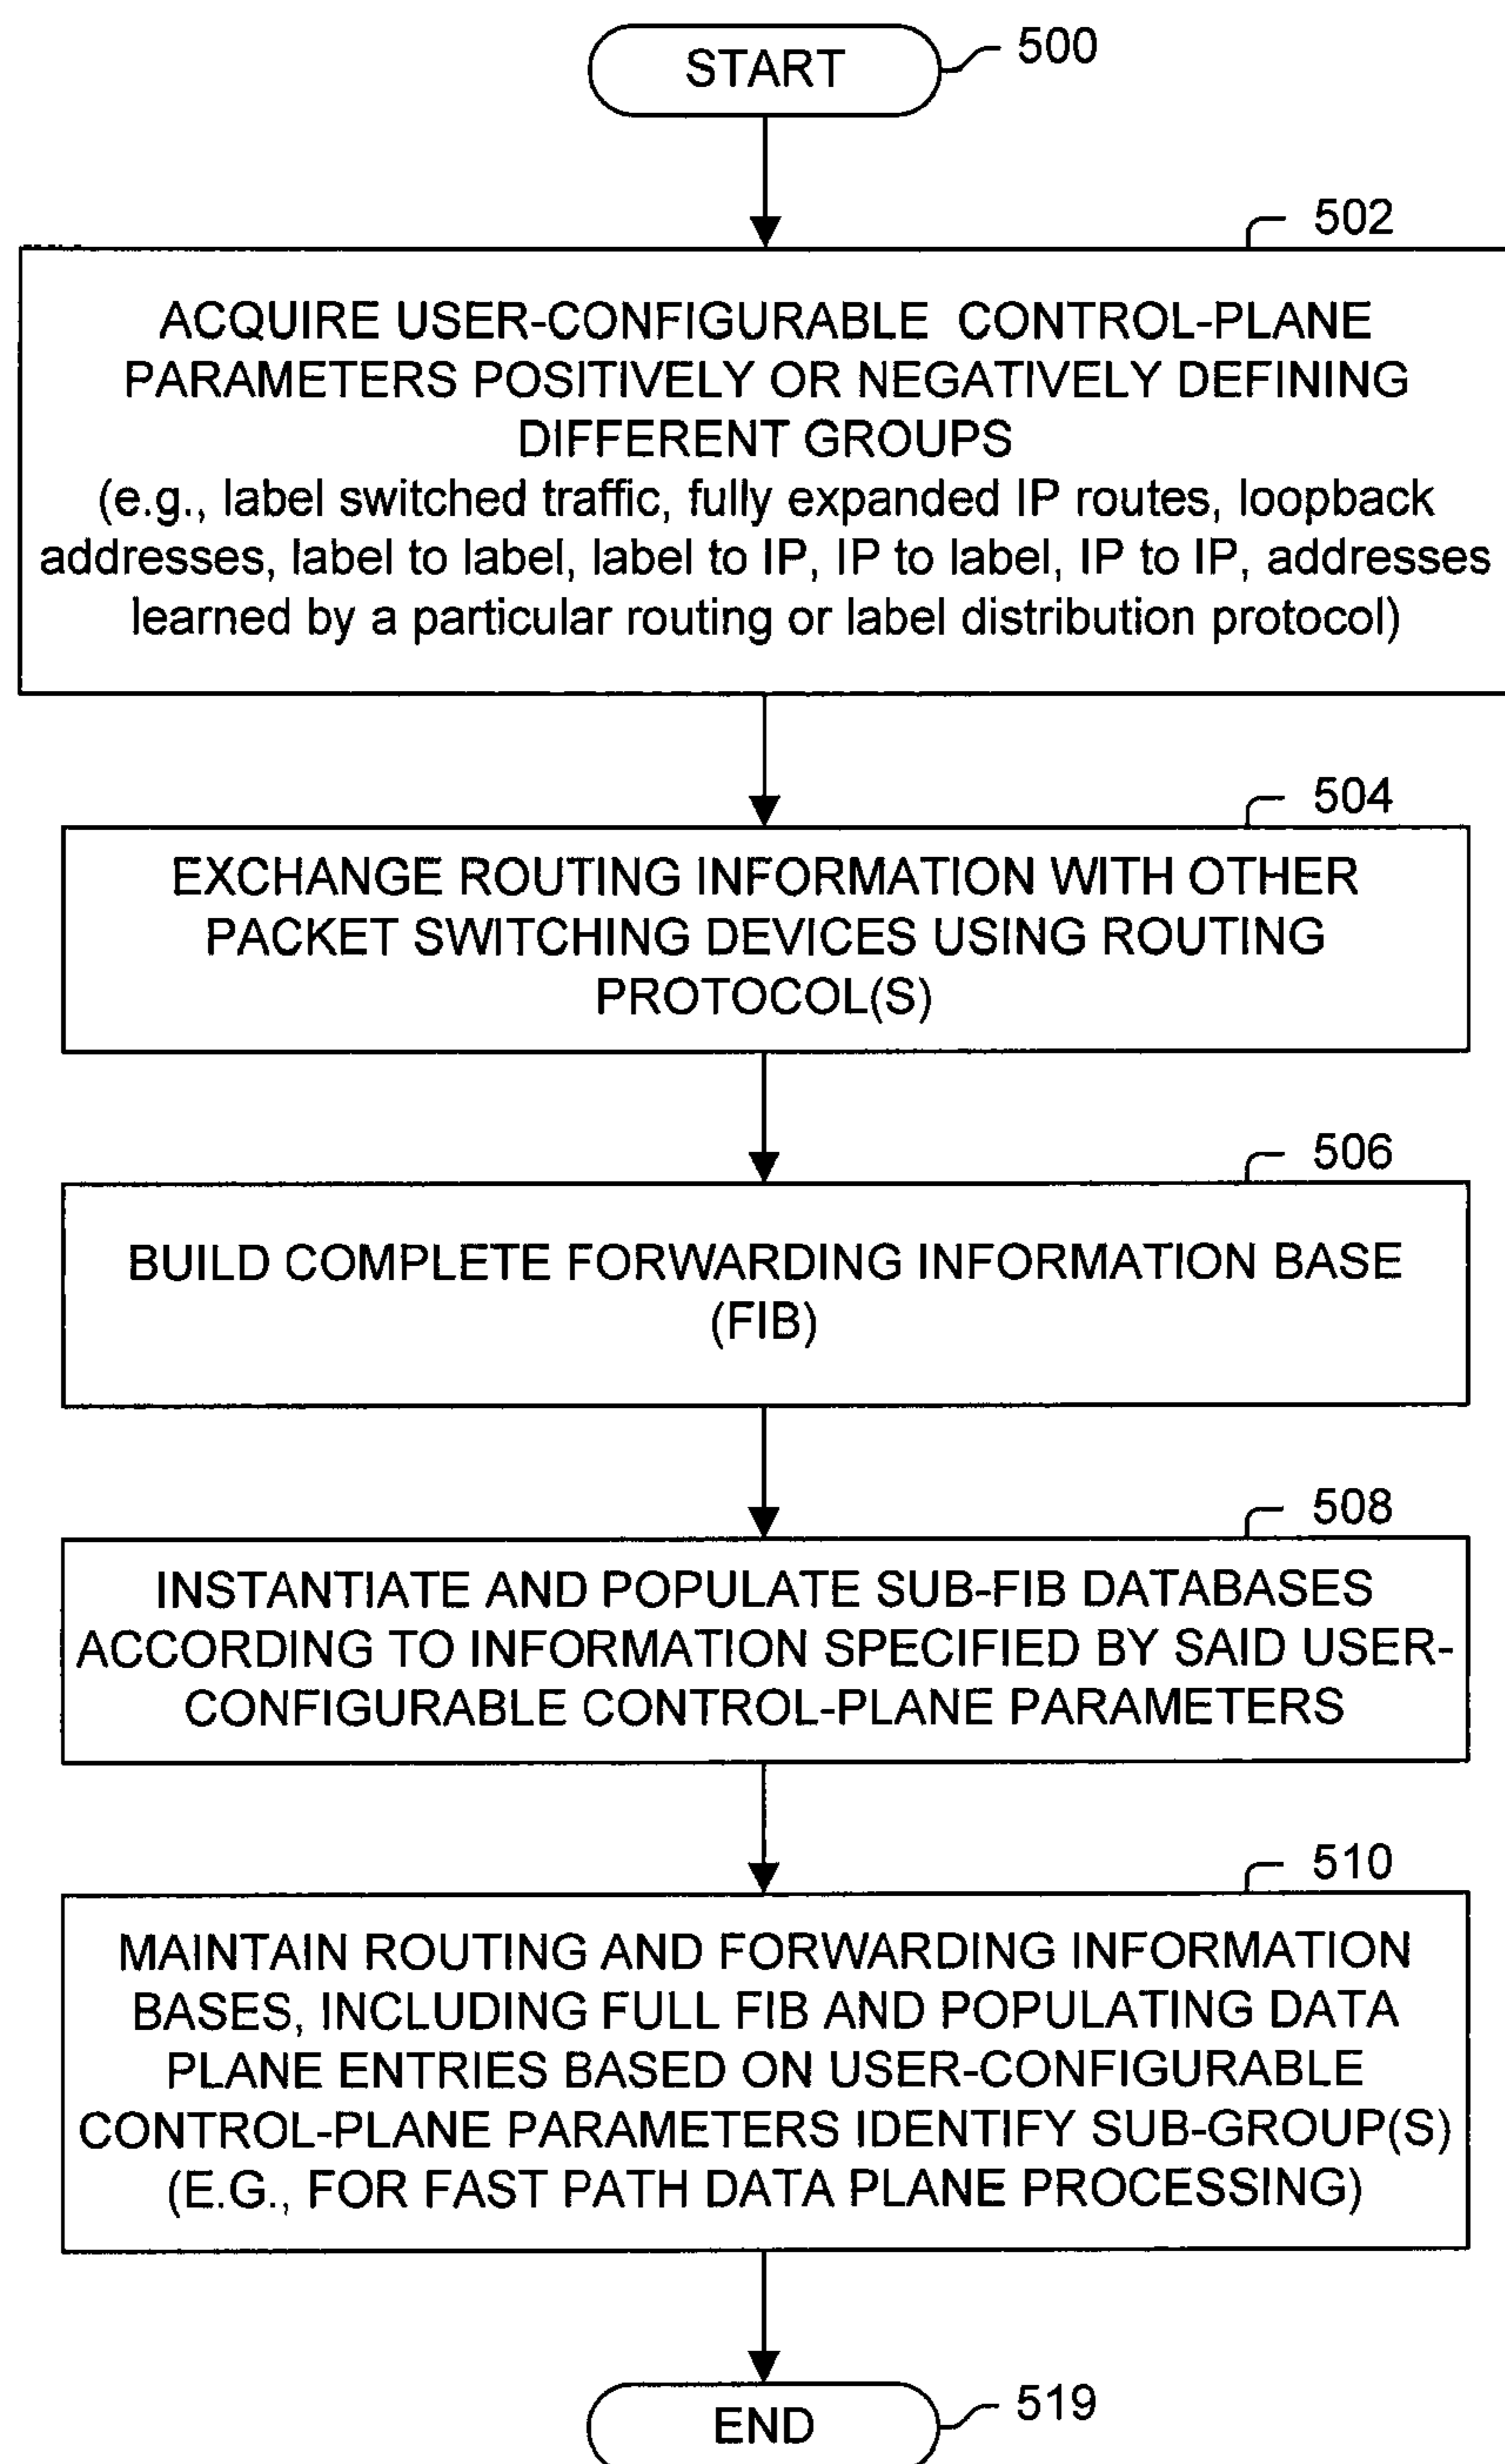 START
500
502
ACQUIRE USER-CONFIGURABLE CONTROL-PLANE
PARAMETERS POSITIVELY OR NEGATIVELY DEFINING
DIFFERENT GROUPS
(e.g., label switched traffic, fully expanded IP routes, loopback
addresses, label to label, label to IP, IP to label, IP to IP, addresses
learned by a particular routing or label distribution protocol)
504
EXCHANGE ROUTING INFORMATION WITH OTHER
PACKET SWITCHING DEVICES USING ROUTING
PROTOCOL(S)
506
BUILD COMPLETE FORWARDING INFORMATION BASE
(FIB)
508
INSTANTIATE AND POPULATE SUB-FIB DATABASES
ACCORDING TO INFORMATION SPECIFIED BY SAID USER-
CONFIGURABLE CONTROL-PLANE PARAMETERS
510
MAINTAIN ROUTING AND FORWARDING INFORMATION
BASES, INCLUDING FULL FIB AND POPULATING DATA
PLANE ENTRIES BASED ON USER-CONFIGURABLE
CONTROL-PLANE PARAMETERS IDENTIFY SUB-GROUP(S)
(E.G., FOR FAST PATH DATA PLANE PROCESSING)
END
519